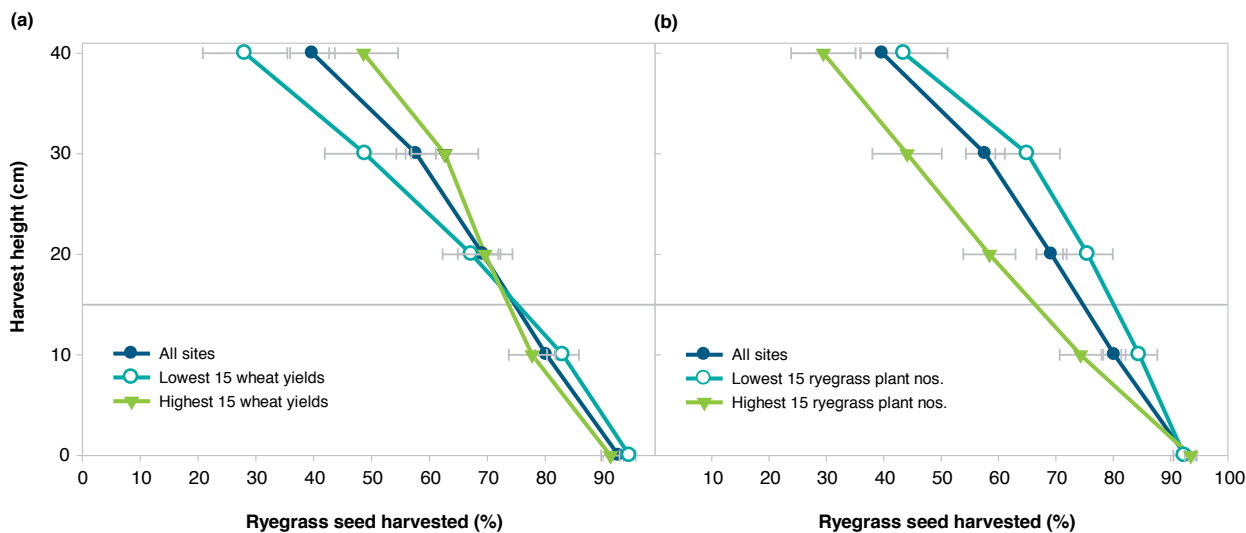 (a)
(b)
Harvest height (cm)
40
30
20
10
0
All sites
Lowest 15 wheat yields
Highest 15 wheat yields
All sites
Lowest 15 ryegrass plant nos.
Highest 15 ryegrass plant nos.
0 10 20 30 40 50 60 70 80 90
10 20 30 40 50 60 70 80 90 100
Ryegrass seed harvested (%)
Ryegrass seed harvested (%)